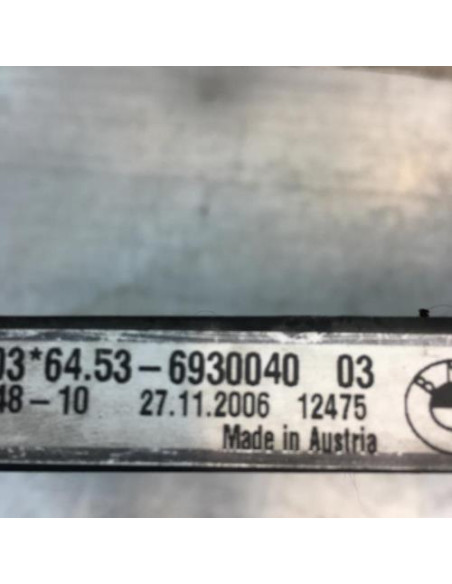 03*64.53-6930040 03
48-10 27.11.2006 12475
Made in Austria
B